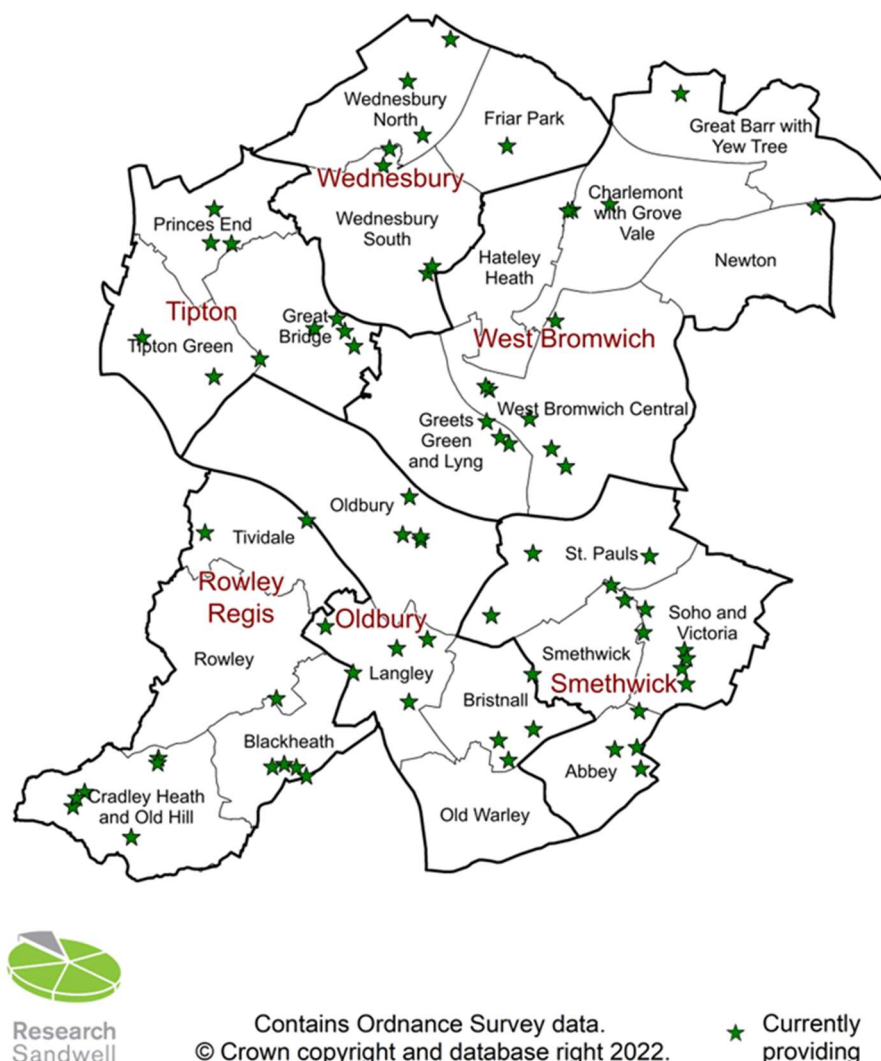 Wednesbury
North
Friar Park
Great Barr with
Yew Tree
Wednesbury
Charlemont
with Grove
Vale
Princes End
Wednesbury
South
Hateley
Heath
Newton
Tipton
Great
Bridge
Tipton Green
West Bromwich
West Bromwich Central
Greets
Green
and Lyng
Oldbury
Tividale
St. Pauls
Rowley
Regis
Oldbury
Soho and
Victoria
Rowley
Smethwick
Langley
Smethwick
Bristnall
Blackheath
Abbey
Cradley Heath
and Old Hill
Old Warley
Research
Sandwell
Contains Ordnance Survey data.
© Crown copyright and database right 2022.
Currently
providing